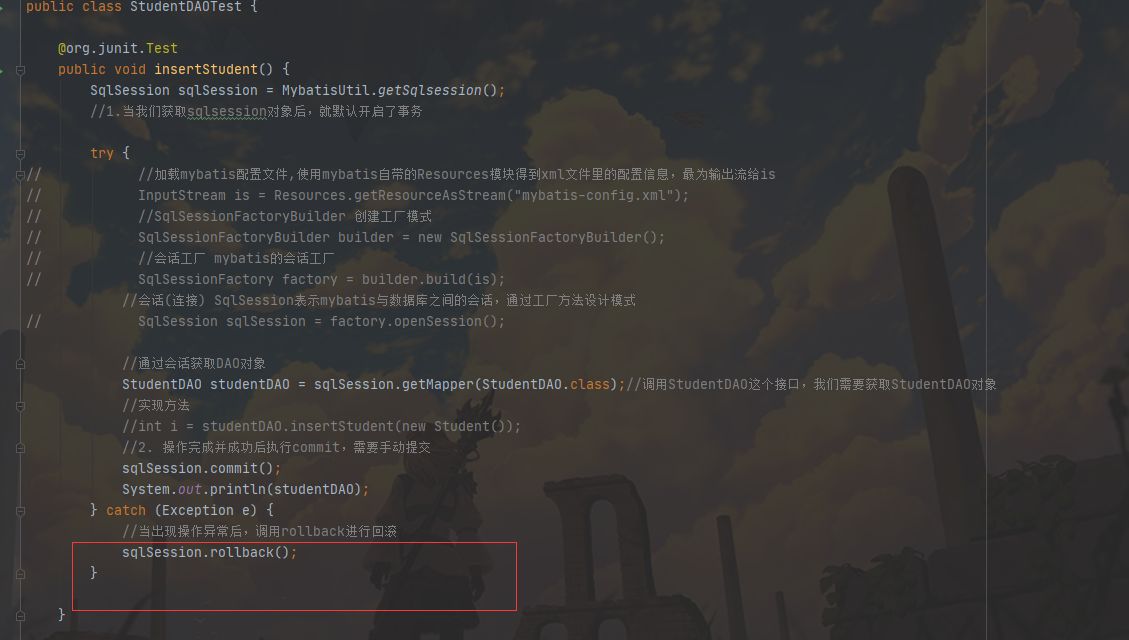 public class StudentDAOTest {
@org.junit.Test
public void insertStudent() {
SqlSession sqlSession = MybatisUtil.getSqlsession();
//1.当我们获取sqlsession对象后，就默认开启了事务
try {
// //加载mybatis配置文件,使用mybatis自带的Resources模块得到xml文件里的配置信息，最为输出流给is
// InputStream is = Resources.getResourceAsStream("mybatis-config.xml");
// //SqlSessionFactoryBuilder 创建工厂模式
// SqlSessionFactoryBuilder builder = new SqlSessionFactoryBuilder();
// //会话工厂 mybatis的会话工厂
// SqlSessionFactory factory = builder.build(is);
//会话(连接) SqlSession表示mybatis与数据库之间的会话，通过工厂方法设计模式
// SqlSession sqlSession = factory.openSession();
//通过会话获取DAO对象
StudentDAO studentDAO = sqlSession.getMapper(StudentDAO.class);//调用StudentDAO这个接口，我们需要获取StudentDAO对象
//实现方法
//int i = studentDAO.insertStudent(new Student());
//2. 操作完成并成功后执行commit，需要手动提交
sqlSession.commit();
System.out.println(studentDAO);
} catch (Exception e) {
//当出现操作异常后，调用rollback进行回滚
sqlSession.rollback();
}
}